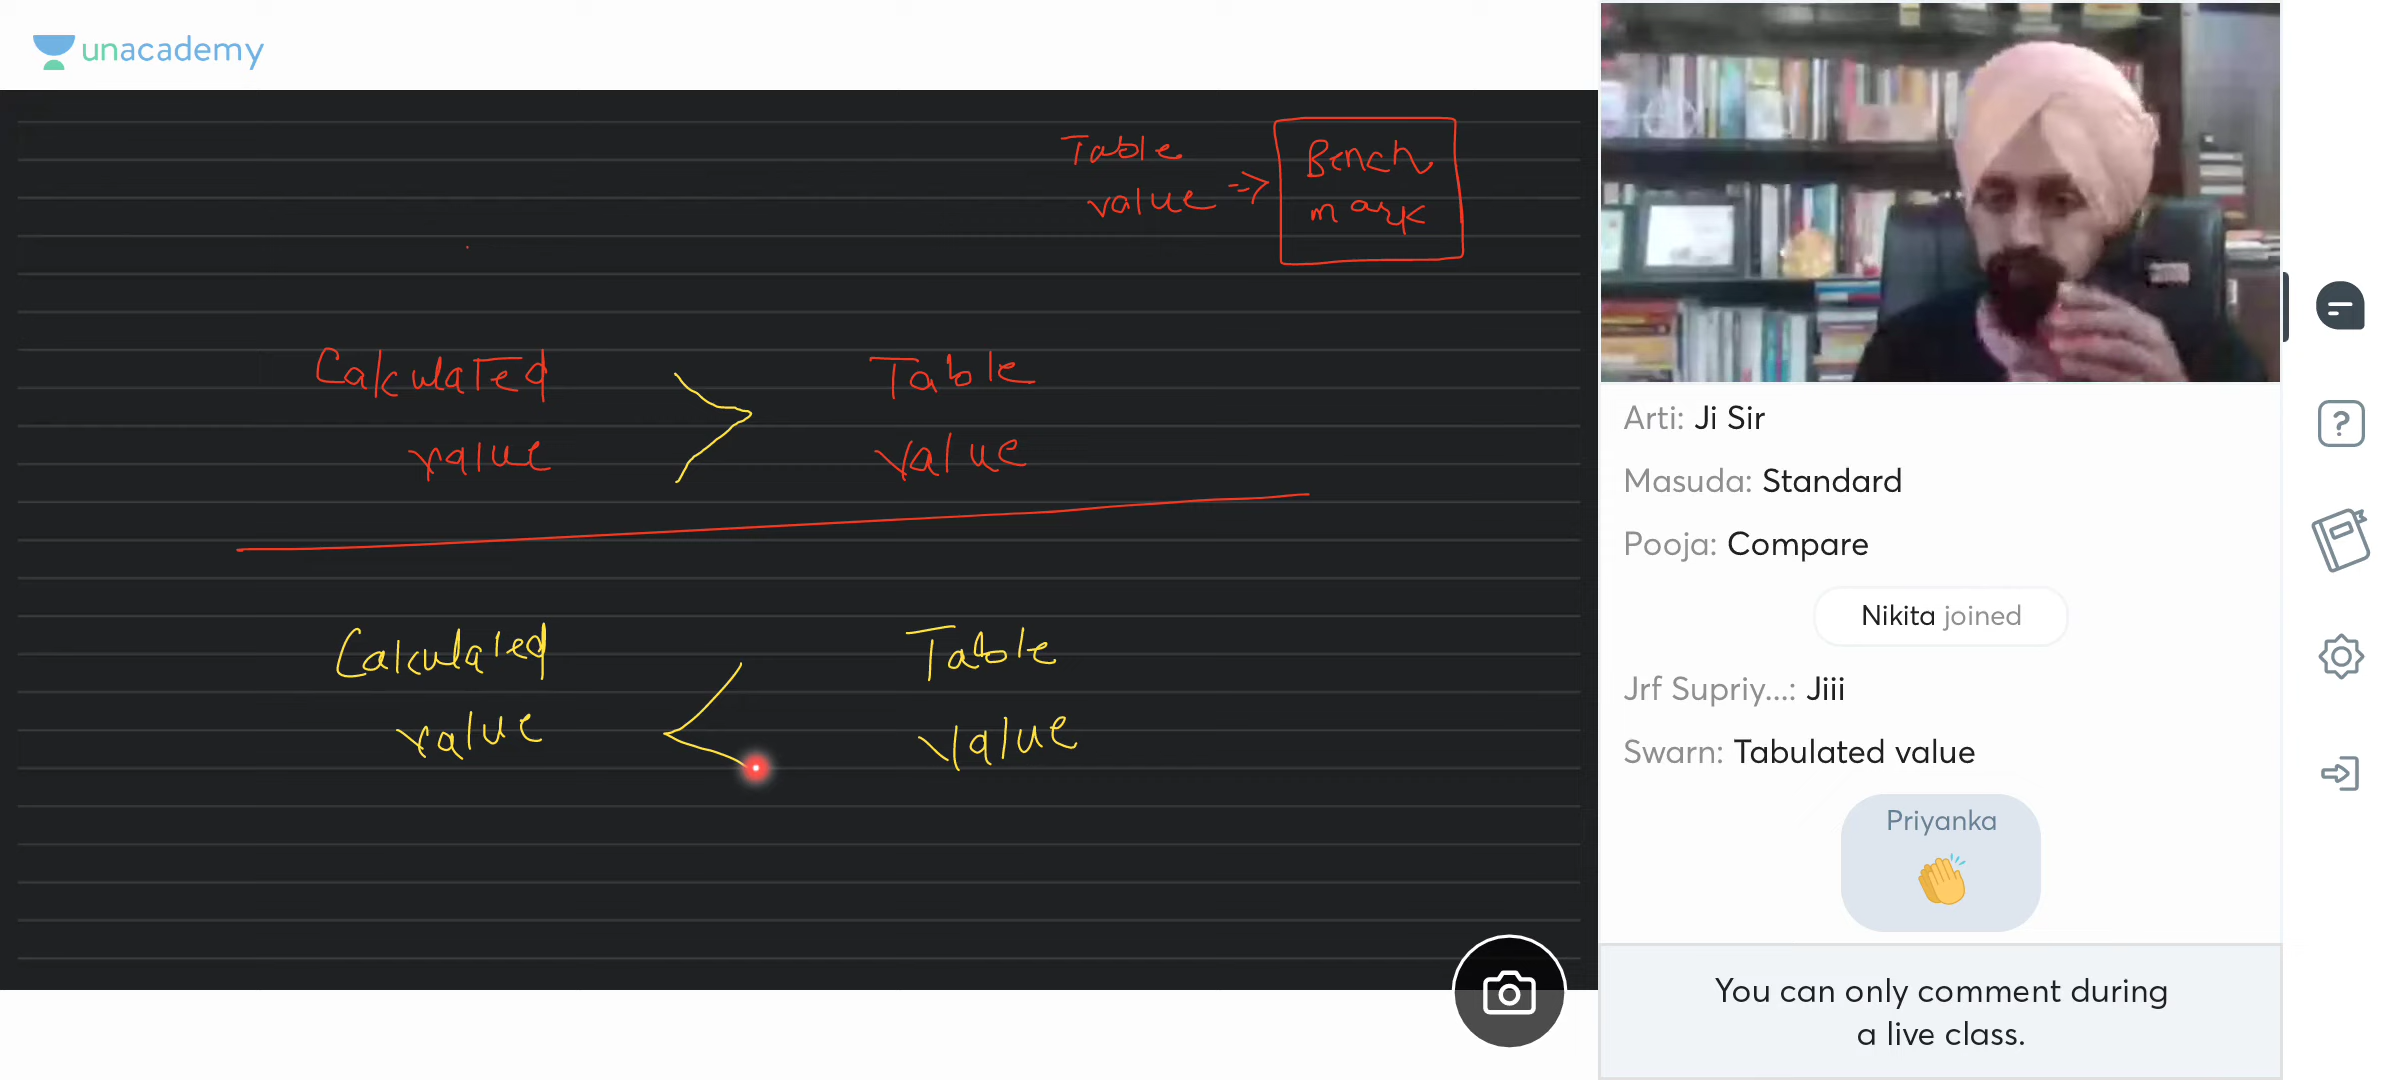 unacademy
Table
value => Bench
mark
Calculated > Table
value value
Calculated < Table
value value
Arti: Ji Sir
Masuda: Standard
Pooja: Compare
Nikita joined
Jrf Supriy...: Jiii
Swarn: Tabulated value
Priyanka
👏
You can only comment during
a live class.
?